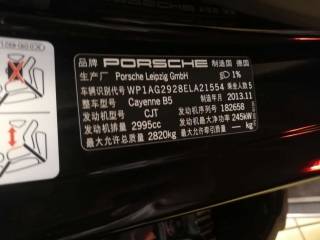 品牌 PORSCHE 制造国 德国
生产厂 Porsche Leipzig GmbH 1%
车辆识别代号 WP1AG2928ELA21554 乘坐人数 5
整车型号 Cayenne B5 制造年月 2013.11
发动机型号 CJT 发动机序列号 182658
发动机排量 2995cc 发动机最大净功率 245kW
最大允许总质量 2820kg 最大允许牵引质量 -- kg